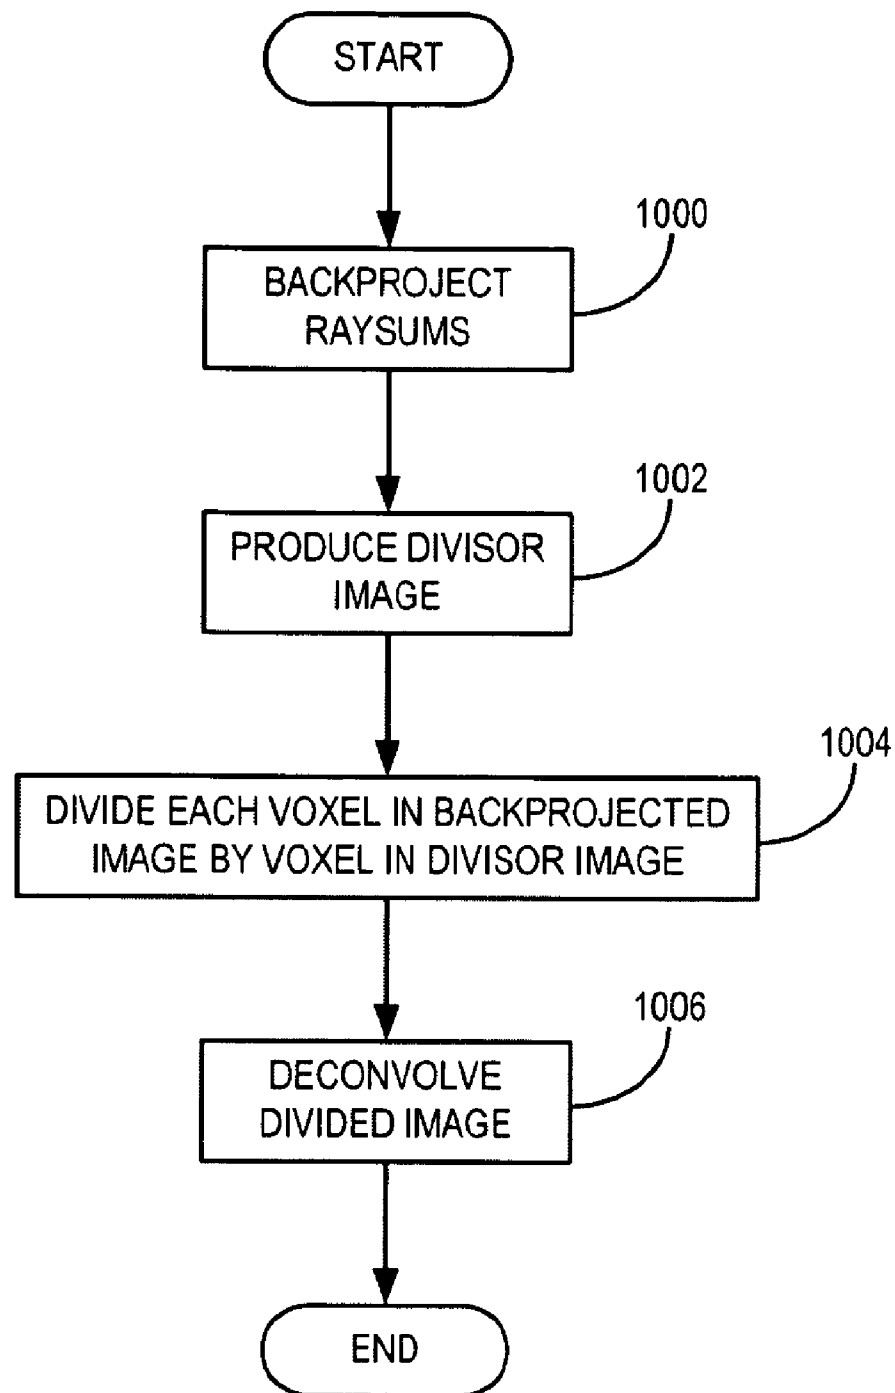 START
1000
BACKPROJECT
RAYSUMS
1002
PRODUCE DIVISOR
IMAGE
1004
DIVIDE EACH VOXEL IN BACKPROJECTED
IMAGE BY VOXEL IN DIVISOR IMAGE
1006
DECONVOLVE
DIVIDED IMAGE
END